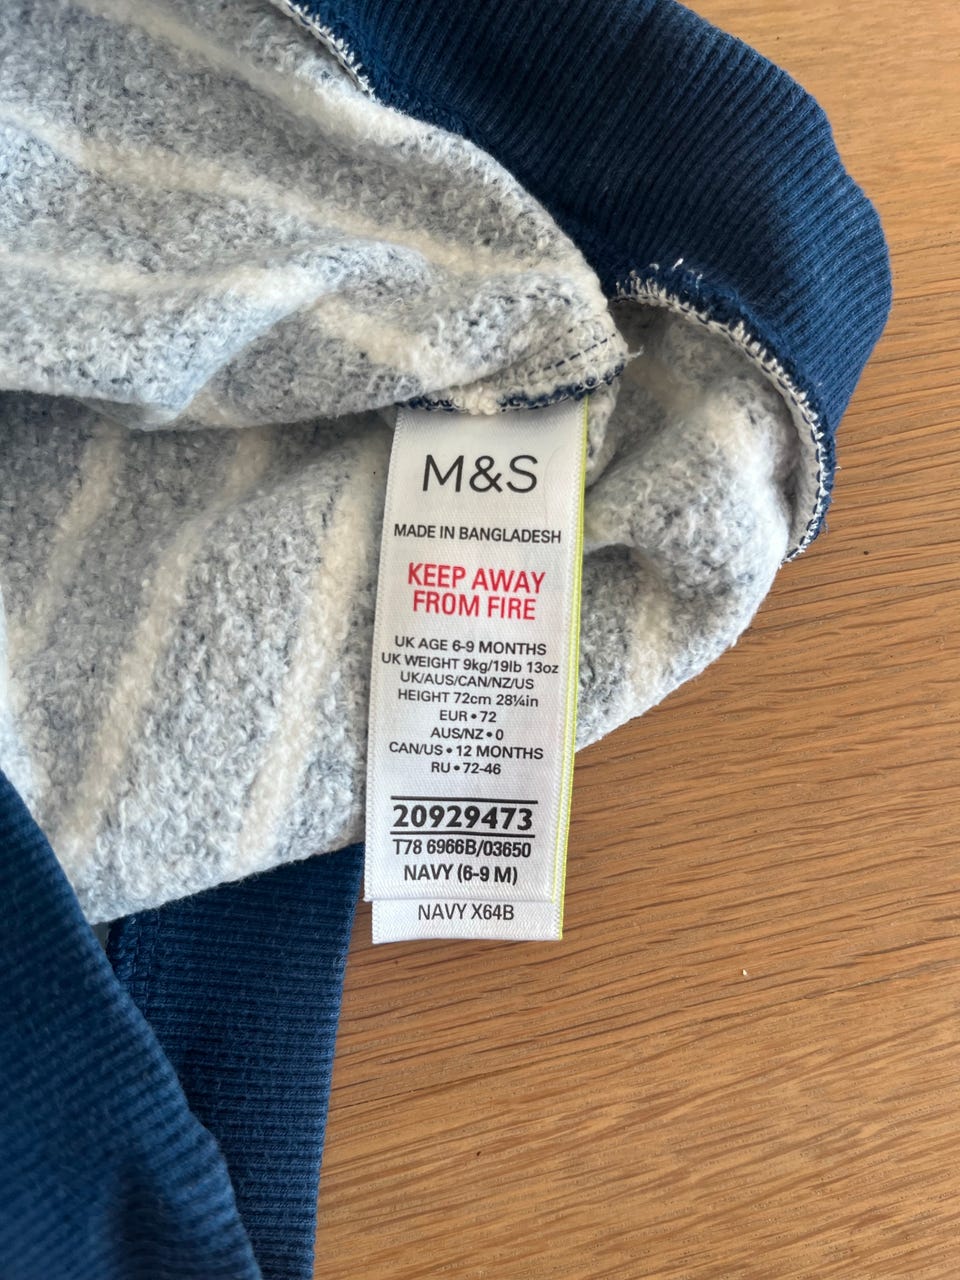 M&S
MADE IN BANGLADESH
KEEP AWAY
FROM FIRE
UK AGE 6-9 MONTHS
UK WEIGHT 9kg/19lb 13oz
UK/AUS/CAN/NZ/US
HEIGHT 72cm 28¼in
EUR • 72
AUS/NZ • 0
CAN/US • 12 MONTHS
RU • 72-46
20929473
T78 6966B/03650
NAVY (6-9 M)
NAVY X64B